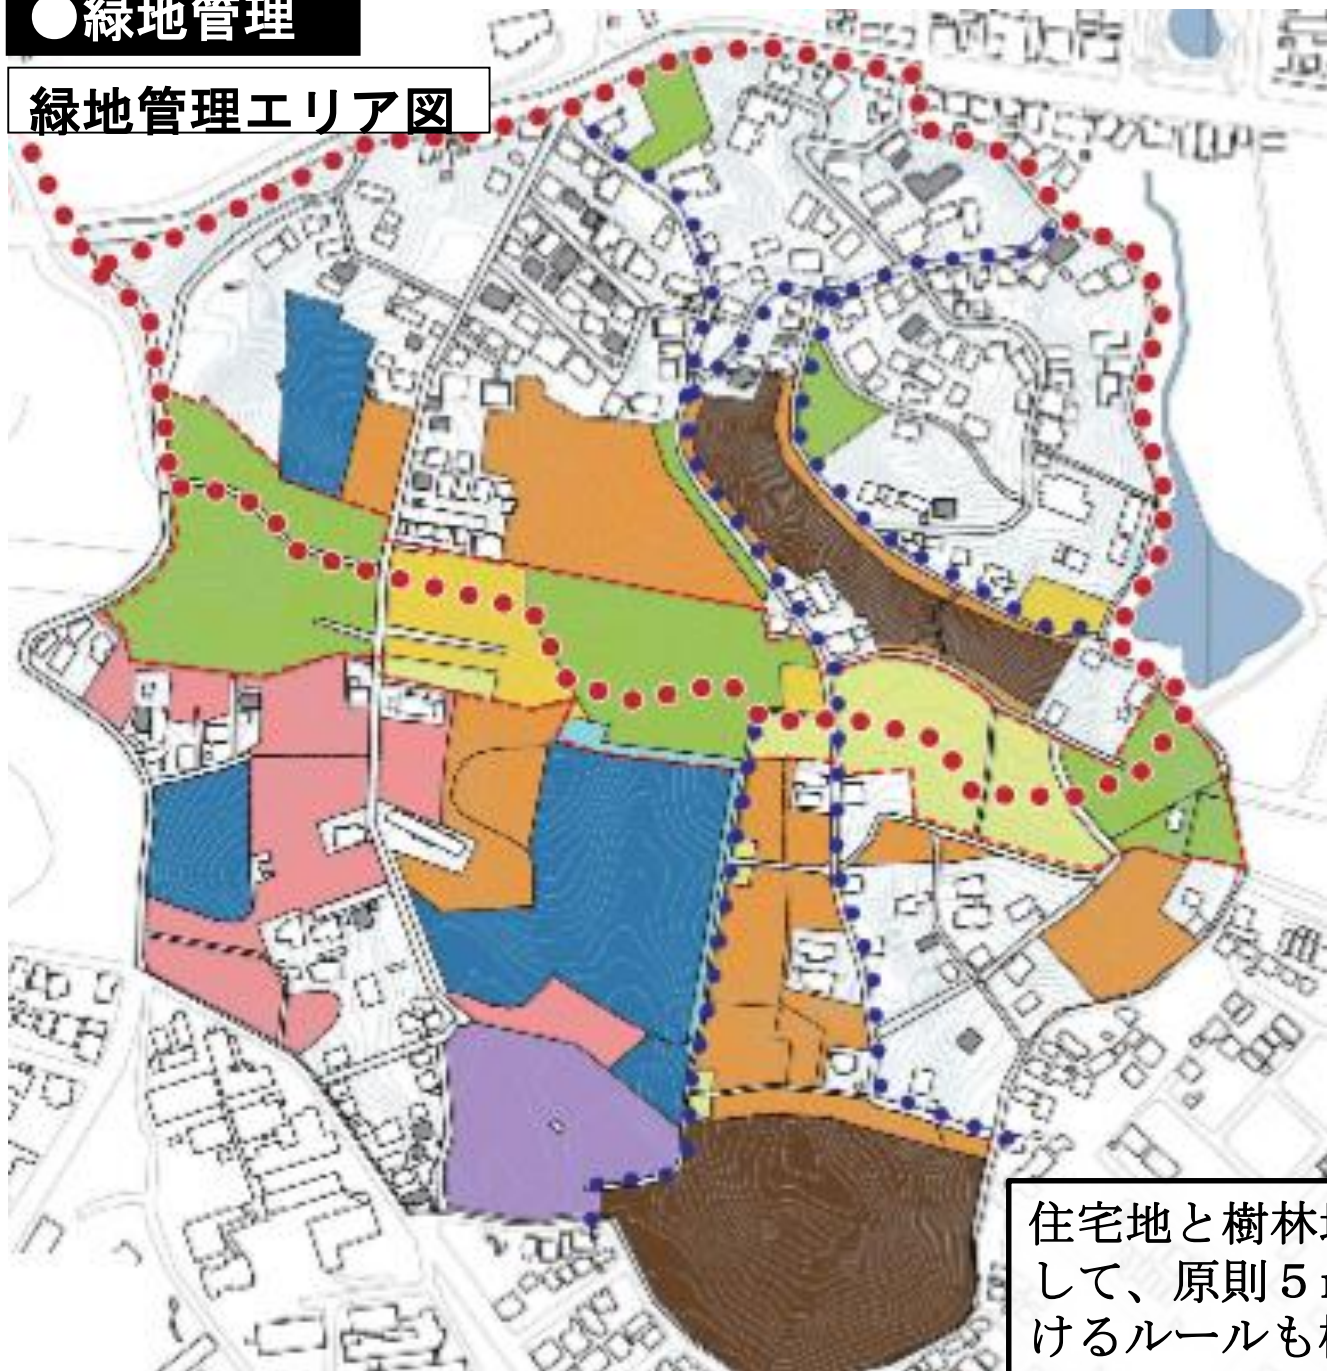 ●緑地管理
緑地管理エリア図
住宅地と樹林
して、原則5
けるルールも